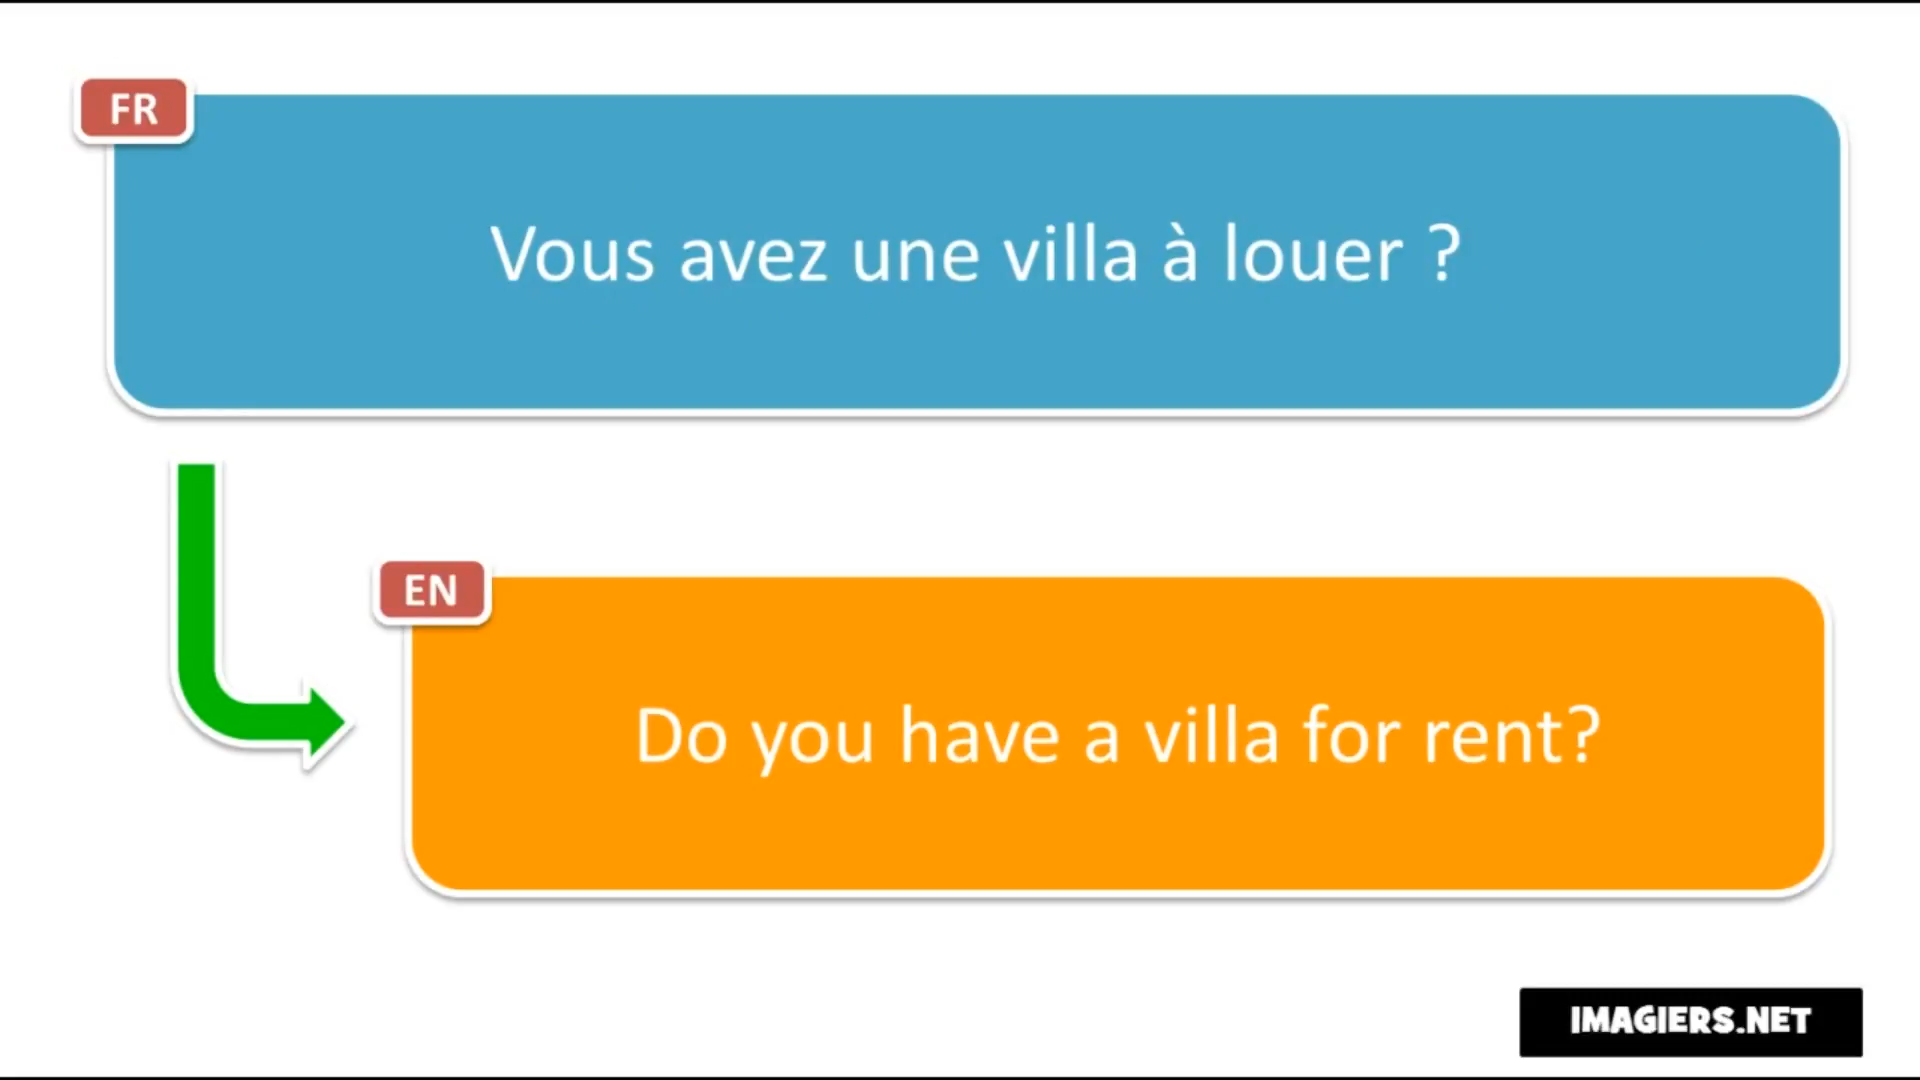 FR
Vous avez une villa à louer ?
EN
Do you have a villa for rent?
IMAGIERS.NET